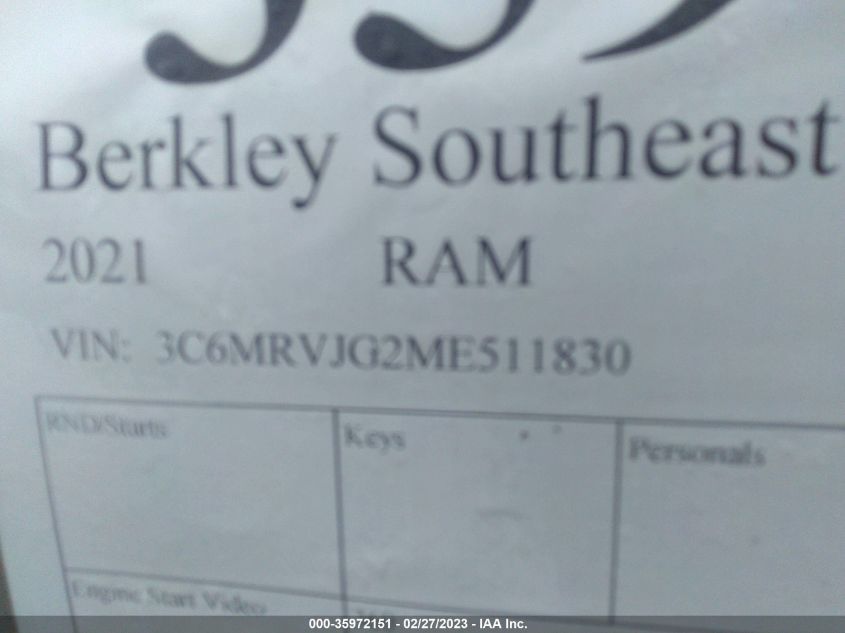 Berkley Southeast
2021 RAM
VIN: 3C6MRVJG2ME511830
RND/Starts Keys Personals
Engine Start Video
000-35972151 - 02/27/2023 - IAA Inc.